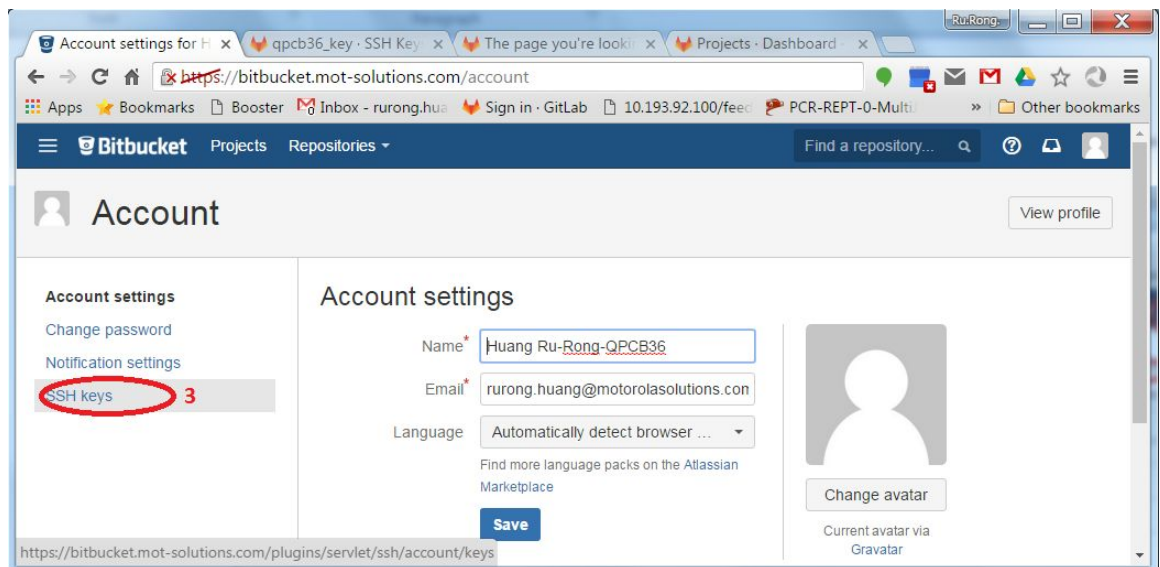 Ru.Rong.
Account settings for H
qpcb36_key · SSH Key
The page you're lookin
Projects · Dashboard ·
https://bitbucket.mot-solutions.com/account
Apps Bookmarks Booster Inbox - rurong.hua Sign in · GitLab 10.193.92.100/feed PCR-REPT-0-Multi » Other bookmarks
Bitbucket Projects Repositories Find a repository...
Account
View profile
Account settings
Change password
Notification settings
SSH keys 3
Account settings
Name* Huang Ru-Rong-QPCB36
Email* rurong.huang@motorolasolutions.com
Language Automatically detect browser ...
Find more language packs on the Atlassian
Marketplace
Save
Change avatar
Current avatar via
Gravatar
https://bitbucket.mot-solutions.com/plugins/servlet/ssh/account/keys